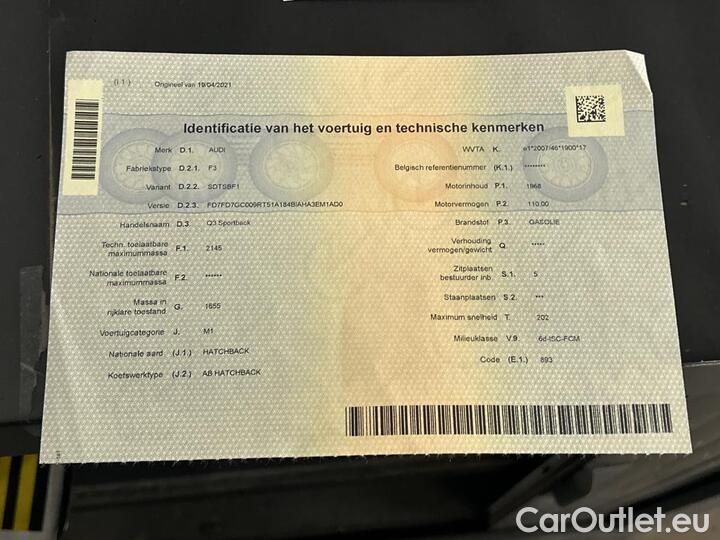 (I 1) Origineel van 19/04/2021
Identificatie van het voertuig en technische kenmerken
Merk D.1. AUDI
Fabriekstype D.2.1. F3
Variant D.2.2. SDTSBF1
Versie D.2.3. FD7FD7GC009RT51A184BIAHA3EM1AD0
Handelsnaam D.3. Q3 Sportback
Techn. toelaatbare
maximummassa F.1. 2145
Nationale toelaatbare
maximummassa F.2. ******
Massa in
rijklare toestand G. 1655
Voertuigcategorie J. M1
Nationale aard (J.1.) HATCHBACK
Koetswerktype (J.2.) AB HATCHBACK
WVTA K. e1*2007/46*1900*17
Belgisch referentienummer (K.1.) ********
Motorinhoud P.1. 1968
Motorvermogen P.2. 110.00
Brandstof P.3. GASOLIE
Verhouding
vermogen/gewicht Q. *****
Zitplaatsen
bestuurder inb. S.1. 5
Staanplaatsen S.2. ***
Maximum snelheid T. 202
Milieuklasse V.9. 6d-ISC-FCM
Code (E.1.) 893
CarOutlet.eu